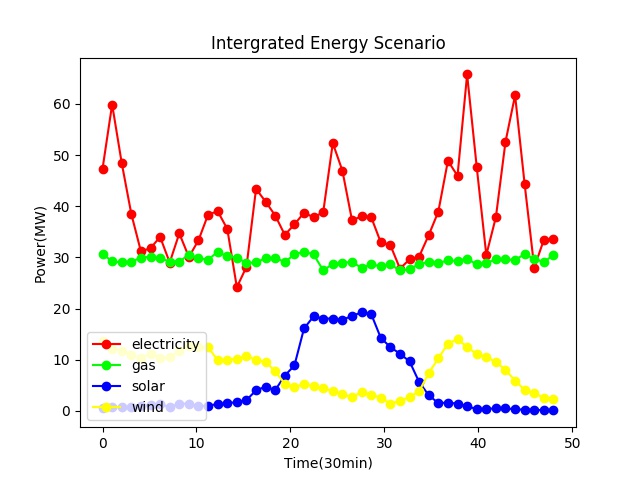 Intergrated Energy Scenario
Power(MW)
60
50
40
30
20
10
0
electricity
gas
solar
wind
0 10 20 30 40 50
Time(30min)